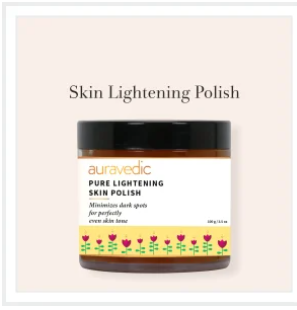 Skin Lightening Polish
auravedic
PURE LIGHTENING
SKIN POLISH
Minimizes dark spots
for perfectly
even skin tone